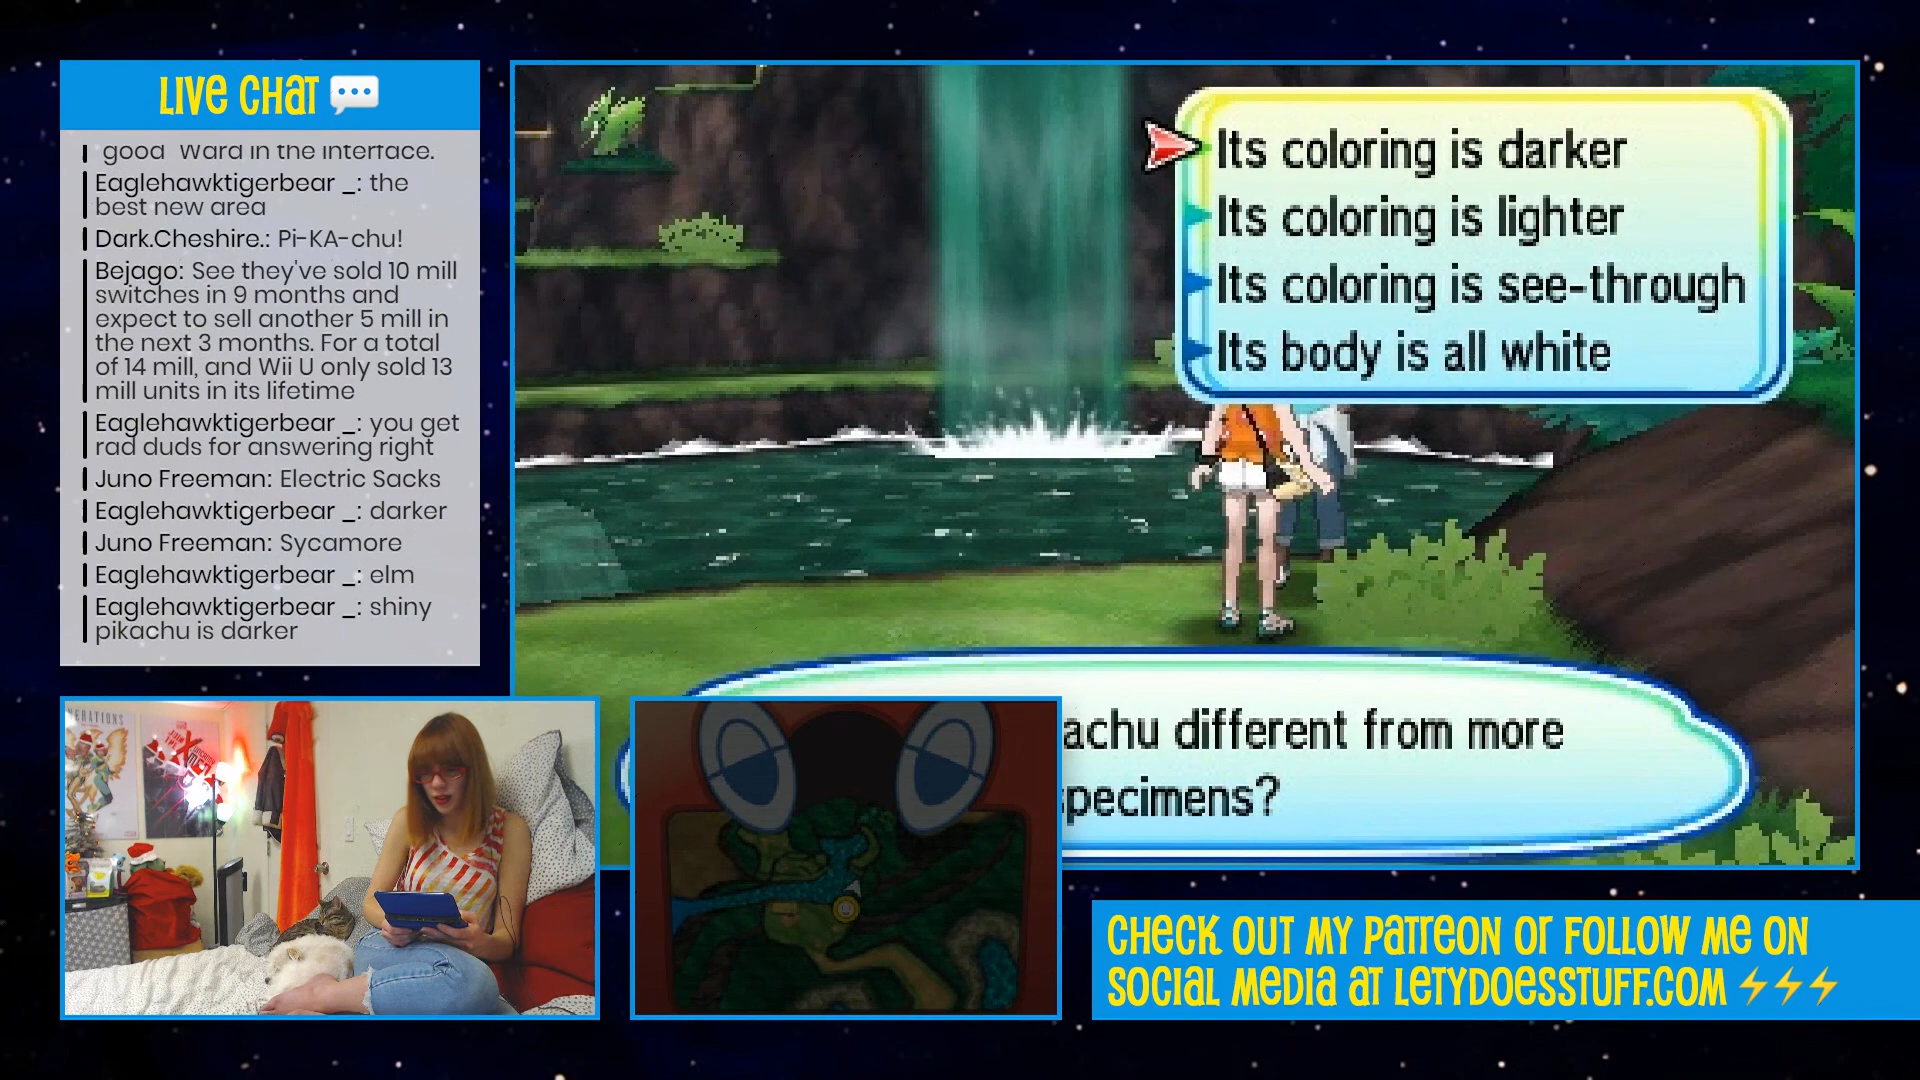 LIVE CHAT
good" Ward in the interface.
Eaglehawktigerbear _: the
best new area
Dark.Cheshire.: Pi-KA-chu!
Bejago: See they've sold 10 mill
switches in 9 months and
expect to sell another 5 mill in
the next 3 months. For a total
of 14 mill, and Wii U only sold 13
mill units in its lifetime
Eaglehawktigerbear _: you get
rad duds for answering right
Juno Freeman: Electric Sacks
Eaglehawktigerbear _: darker
Juno Freeman: Sycamore
Eaglehawktigerbear _: elm
Eaglehawktigerbear _: shiny
pikachu is darker
Its coloring is darker
Its coloring is lighter
Its coloring is see-through
Its body is all white
achu different from more
specimens?
CHECK OUT MY PATREON OR FOLLOW ME ON
SOCIAL MEDIA AT LETYDOESSTUFF.COM ⚡⚡⚡